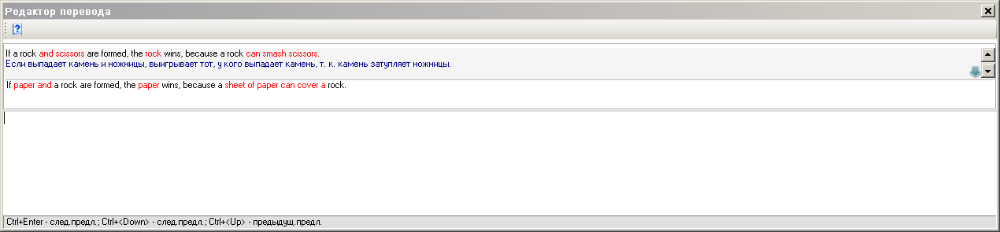 Редактор перевода
If a rock and scissors are formed, the rock wins, because a rock can smash scissors.
Если выпадает камень и ножницы, выигрывает тот, у кого выпадает камень, т. к. камень затупляет ножницы.
If paper and a rock are formed, the paper wins, because a sheet of paper can cover a rock.
Ctrl+Enter - след.предл.; Ctrl+<Down> - след.предл.; Ctrl+<Up> - предыдущ.предл.